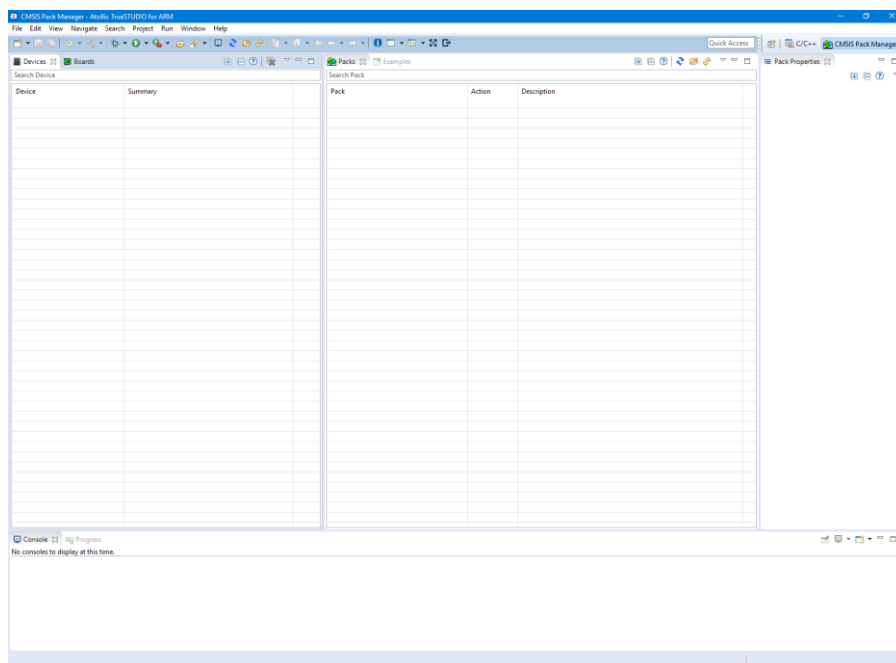 CMSIS Pack Manager - Atollic TrueSTUDIO for ARM
File Edit View Navigate Search Project Run Window Help
Quick Access C/C++ CMSIS Pack Manage
Devices Boards
Packs Examples
Pack Properties
Search Device
Search Pack
Device Summary
Pack Action Description
Console Progress
No consoles to display at this time.